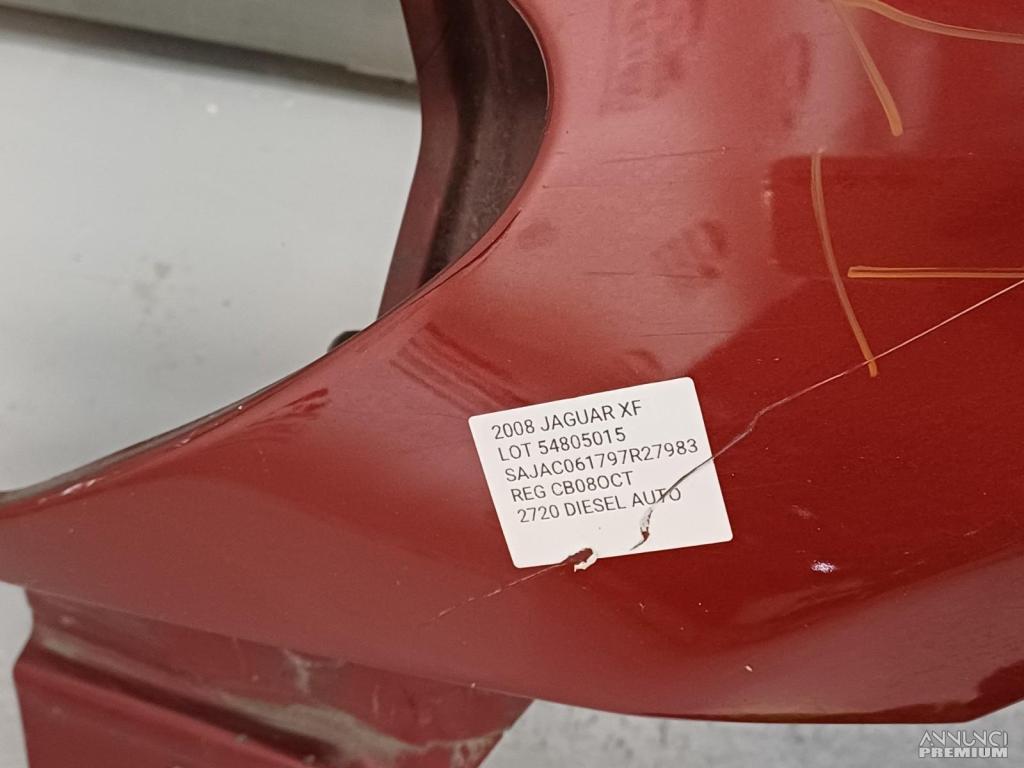 2008 JAGUAR XF
LOT 54805015
SAJAC061797R27983
REG CB08OCT
2720 DIESEL AUTO
ANNUNCI
PREMIUM